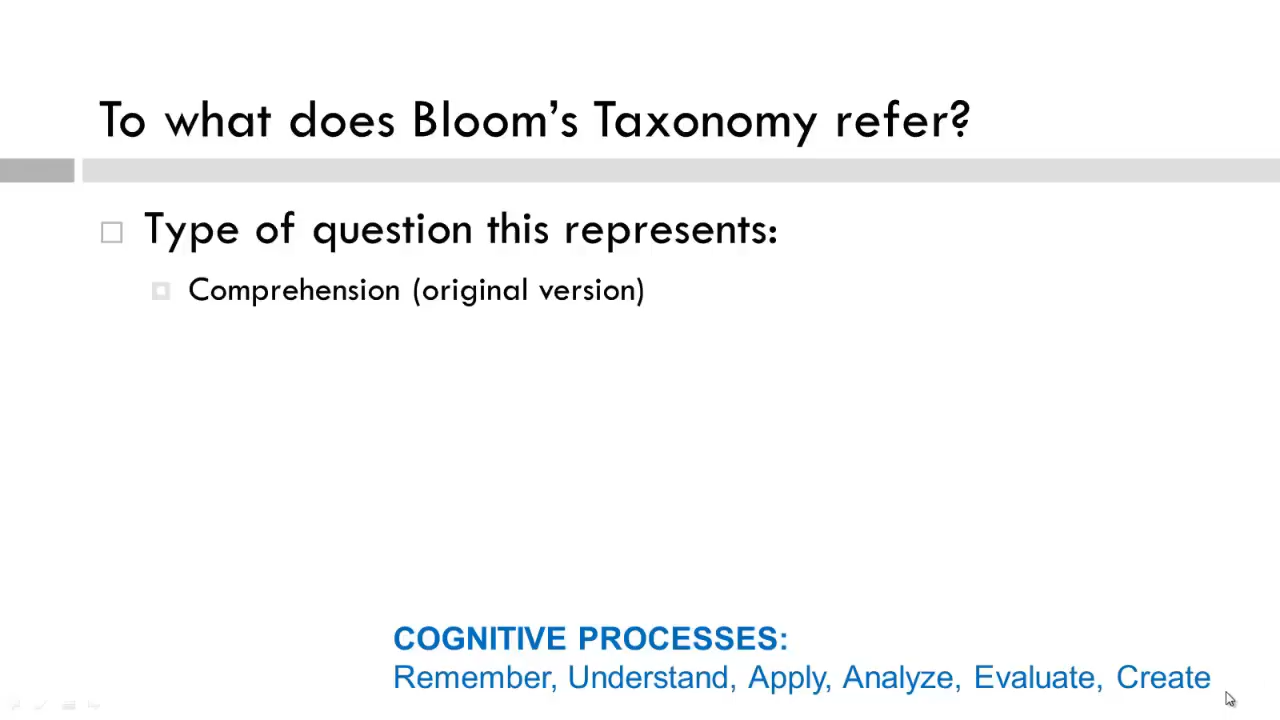 To what does Bloom’s Taxonomy refer?
Type of question this represents:
Comprehension (original version)
COGNITIVE PROCESSES:
Remember, Understand, Apply, Analyze, Evaluate, Create